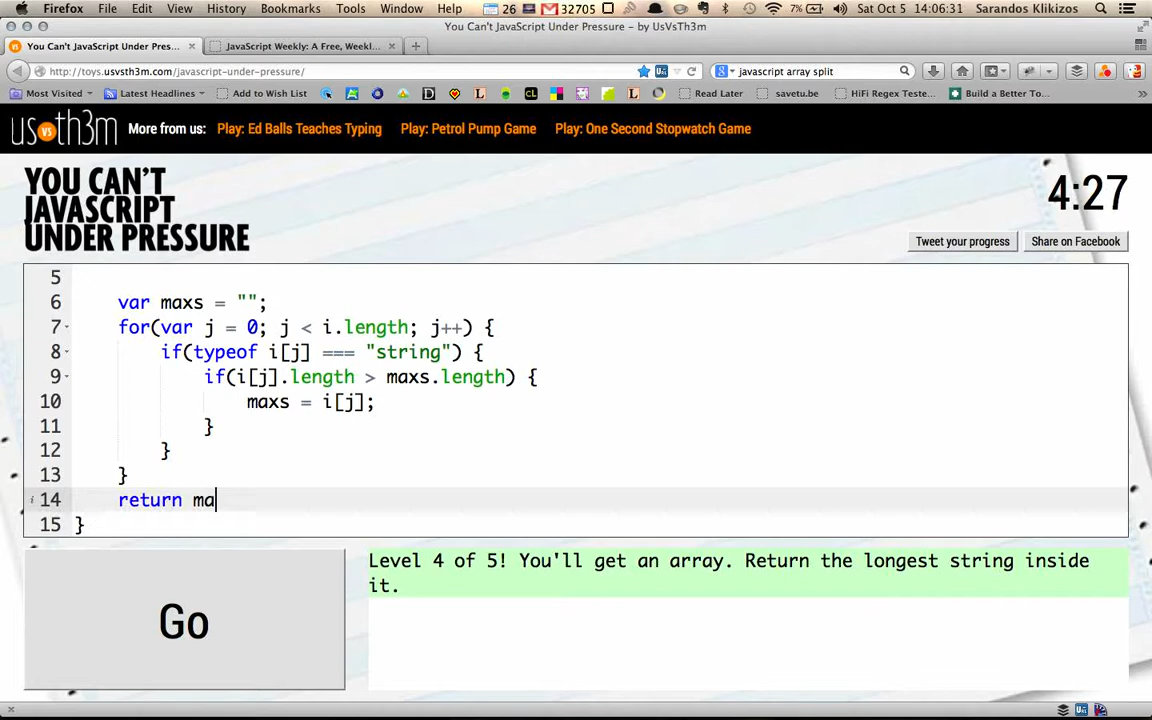 Firefox File Edit View History Bookmarks Tools Window Help 26 32705 7% Sat Oct 5 14:06:31 Sarandos Klikizos
You Can't JavaScript Under Pressure – by UsVsTh3m
You Can't JavaScript Under Pres... JavaScript Weekly: A Free, Weekl...
http://toys.usvsth3m.com/javascript-under-pressure/ javascript array split
Most Visited Latest Headlines Add to Wish List Read Later savetu.be HiFi Regex Teste... Build a Better To...
us vs th3m More from us: Play: Ed Balls Teaches Typing Play: Petrol Pump Game Play: One Second Stopwatch Game
YOU CAN'T
JAVASCRIPT
UNDER PRESSURE
4:27
Tweet your progress Share on Facebook
5
6 var maxs = "";
7 for(var j = 0; j < i.length; j++) {
8 if(typeof i[j] === "string") {
9 if(i[j].length > maxs.length) {
10 maxs = i[j];
11 }
12 }
13 }
14 return ma
15 }
Go
Level 4 of 5! You'll get an array. Return the longest string inside
it.